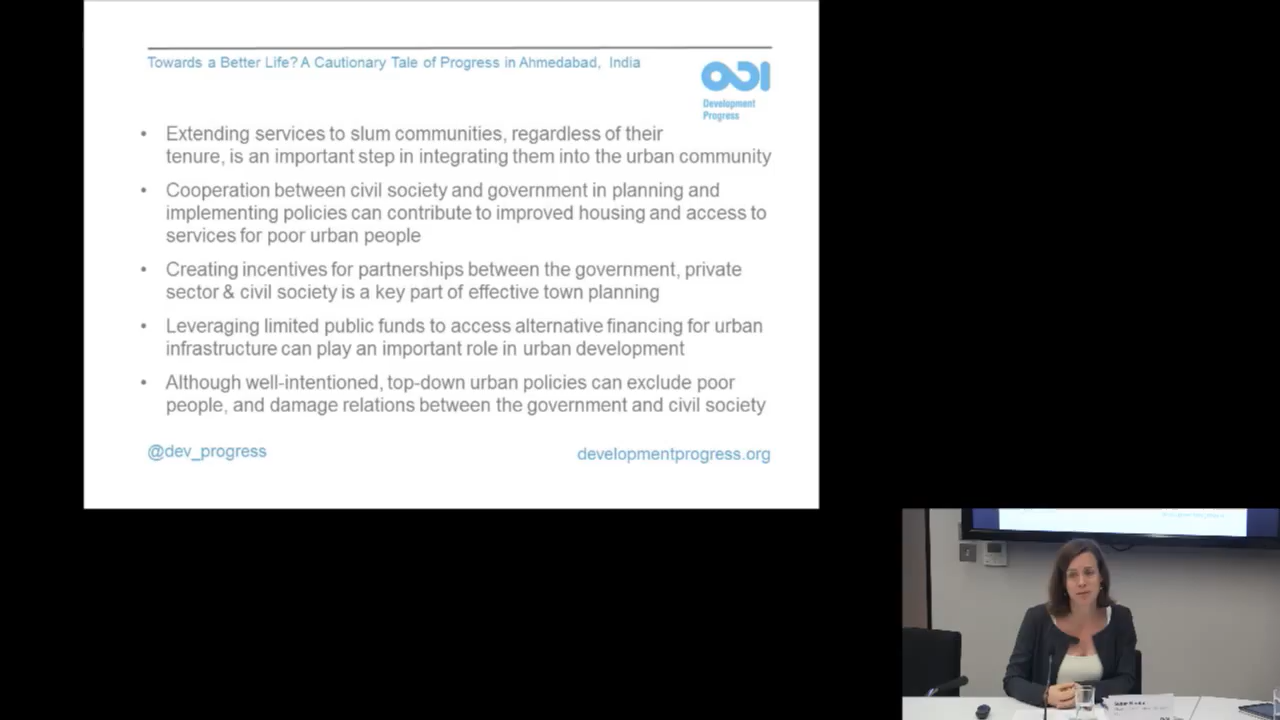 Towards a Better Life? A Cautionary Tale of Progress in Ahmedabad, India
ODI
Development
Progress
• Extending services to slum communities, regardless of their
tenure, is an important step in integrating them into the urban community
• Cooperation between civil society and government in planning and
implementing policies can contribute to improved housing and access to
services for poor urban people
• Creating incentives for partnerships between the government, private
sector & civil society is a key part of effective town planning
• Leveraging limited public funds to access alternative financing for urban
infrastructure can play an important role in urban development
• Although well-intentioned, top-down urban policies can exclude poor
people, and damage relations between the government and civil society
@dev_progress
developmentprogress.org